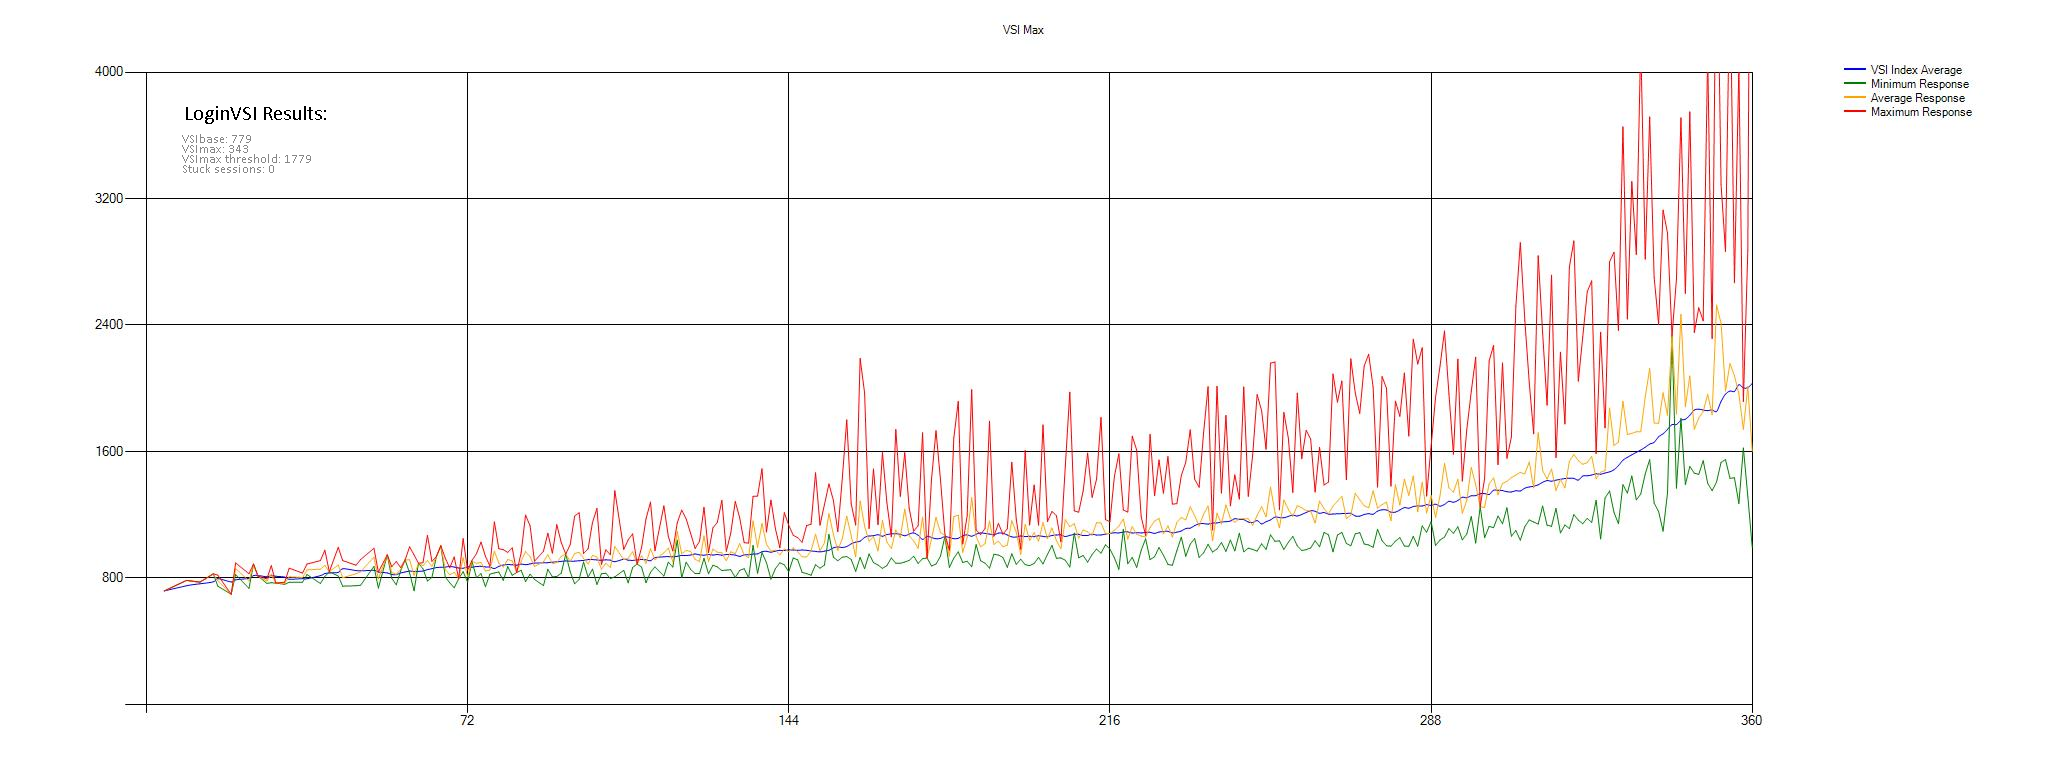 VSI Max
4000
3200
2400
1600
800
LoginVSI Results:
VSIbase: 779
VSImax: 343
VSImax threshold: 1779
Stuck sessions: 0
72
144
216
288
360
VSI Index Average
Minimum Response
Average Response
Maximum Response